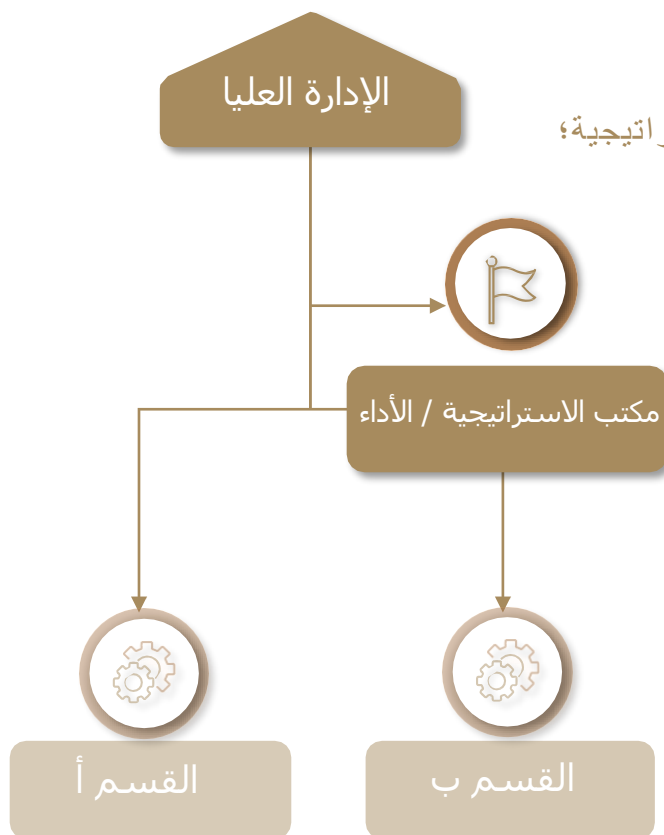 الإدارة العليا
مكتب الاستراتيجية / الأداء
القسم أ
القسم ب